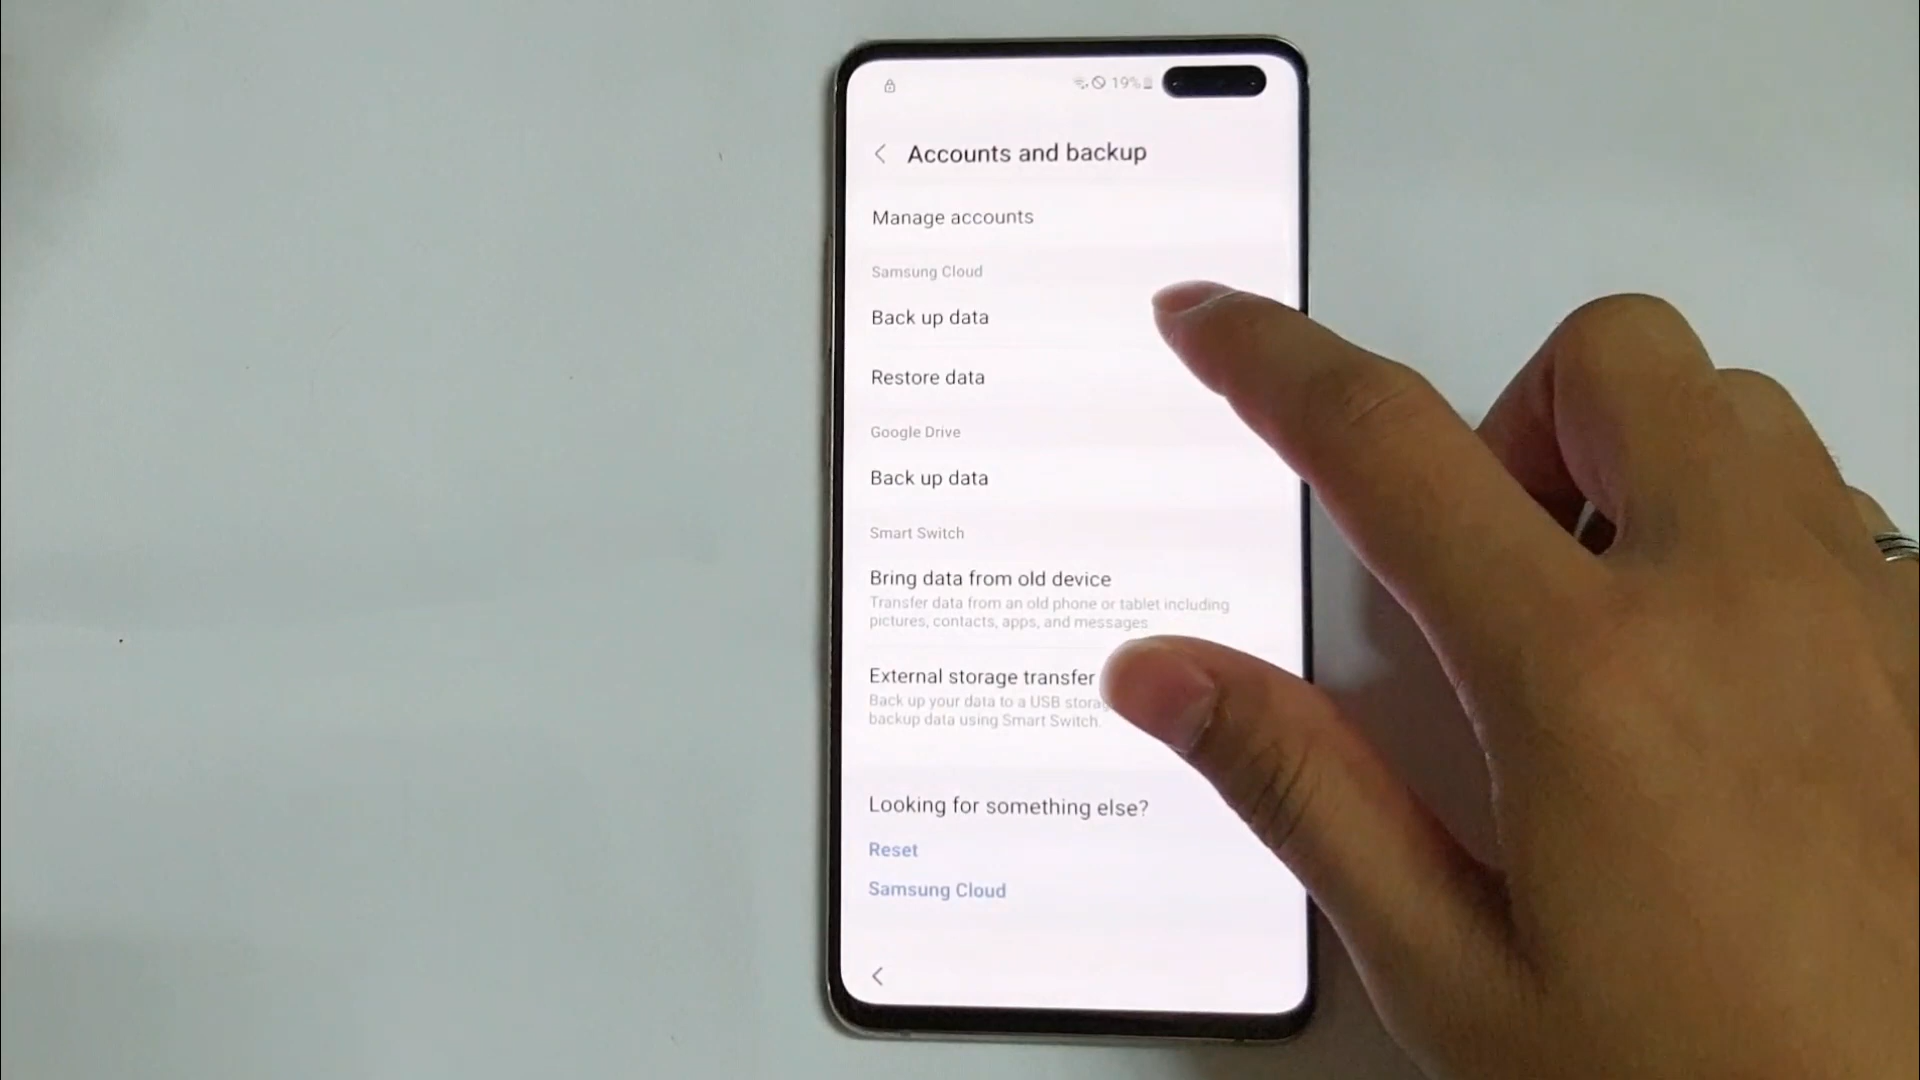 19%
Accounts and backup
Manage accounts
Samsung Cloud
Back up data
Restore data
Google Drive
Back up data
Smart Switch
Bring data from old device
Transfer data from an old phone or tablet including
pictures, contacts, apps, and messages
External storage transfer
Back up your data to a USB
backup data using Smart Switch.
Looking for something else?
Reset
Samsung Cloud